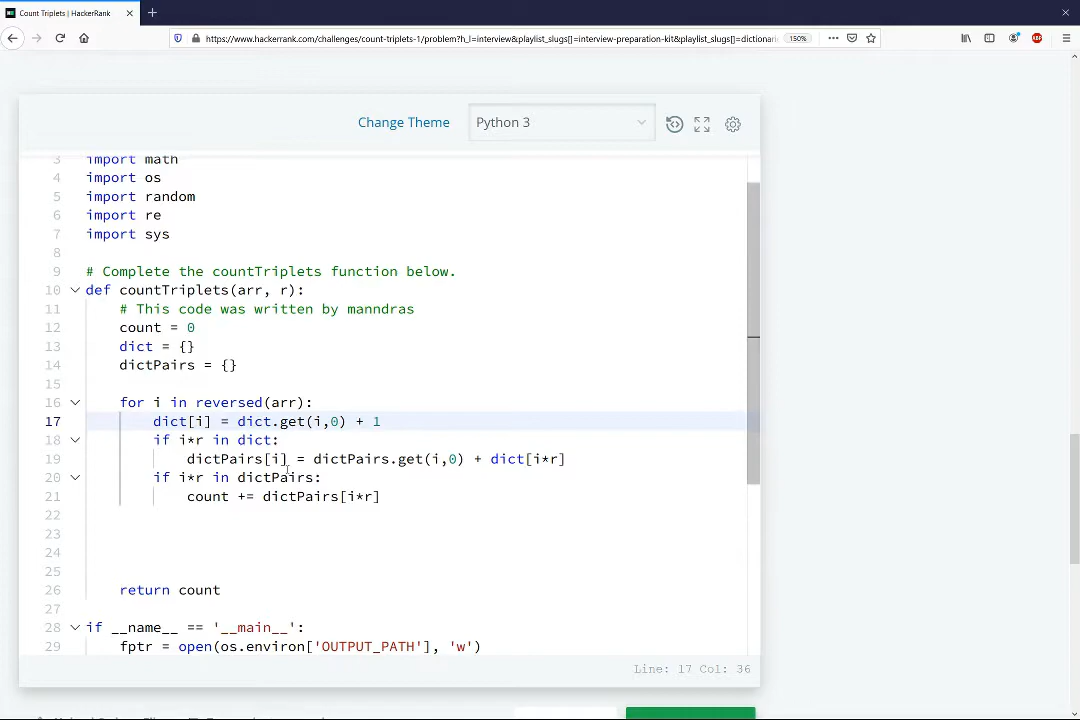 Count Triplets | HackerRank
https://www.hackerrank.com/challenges/count-triplets-1/problem?h_l=interview&playlist_slugs[]=interview-preparation-kit&playlist_slugs[]=dictionar
150%
Change Theme
Python 3
3 import math
4 import os
5 import random
6 import re
7 import sys
8
9 # Complete the countTriplets function below.
10 def countTriplets(arr, r):
11 # This code was written by manndras
12 count = 0
13 dict = {}
14 dictPairs = {}
15
16 for i in reversed(arr):
17 dict[i] = dict.get(i,0) + 1
18 if i*r in dict:
19 dictPairs[i] = dictPairs.get(i,0) + dict[i*r]
20 if i*r in dictPairs:
21 count += dictPairs[i*r]
22
23
24
25
26 return count
27
28 if __name__ == '__main__':
29 fptr = open(os.environ['OUTPUT_PATH'], 'w')
Line: 17 Col: 36